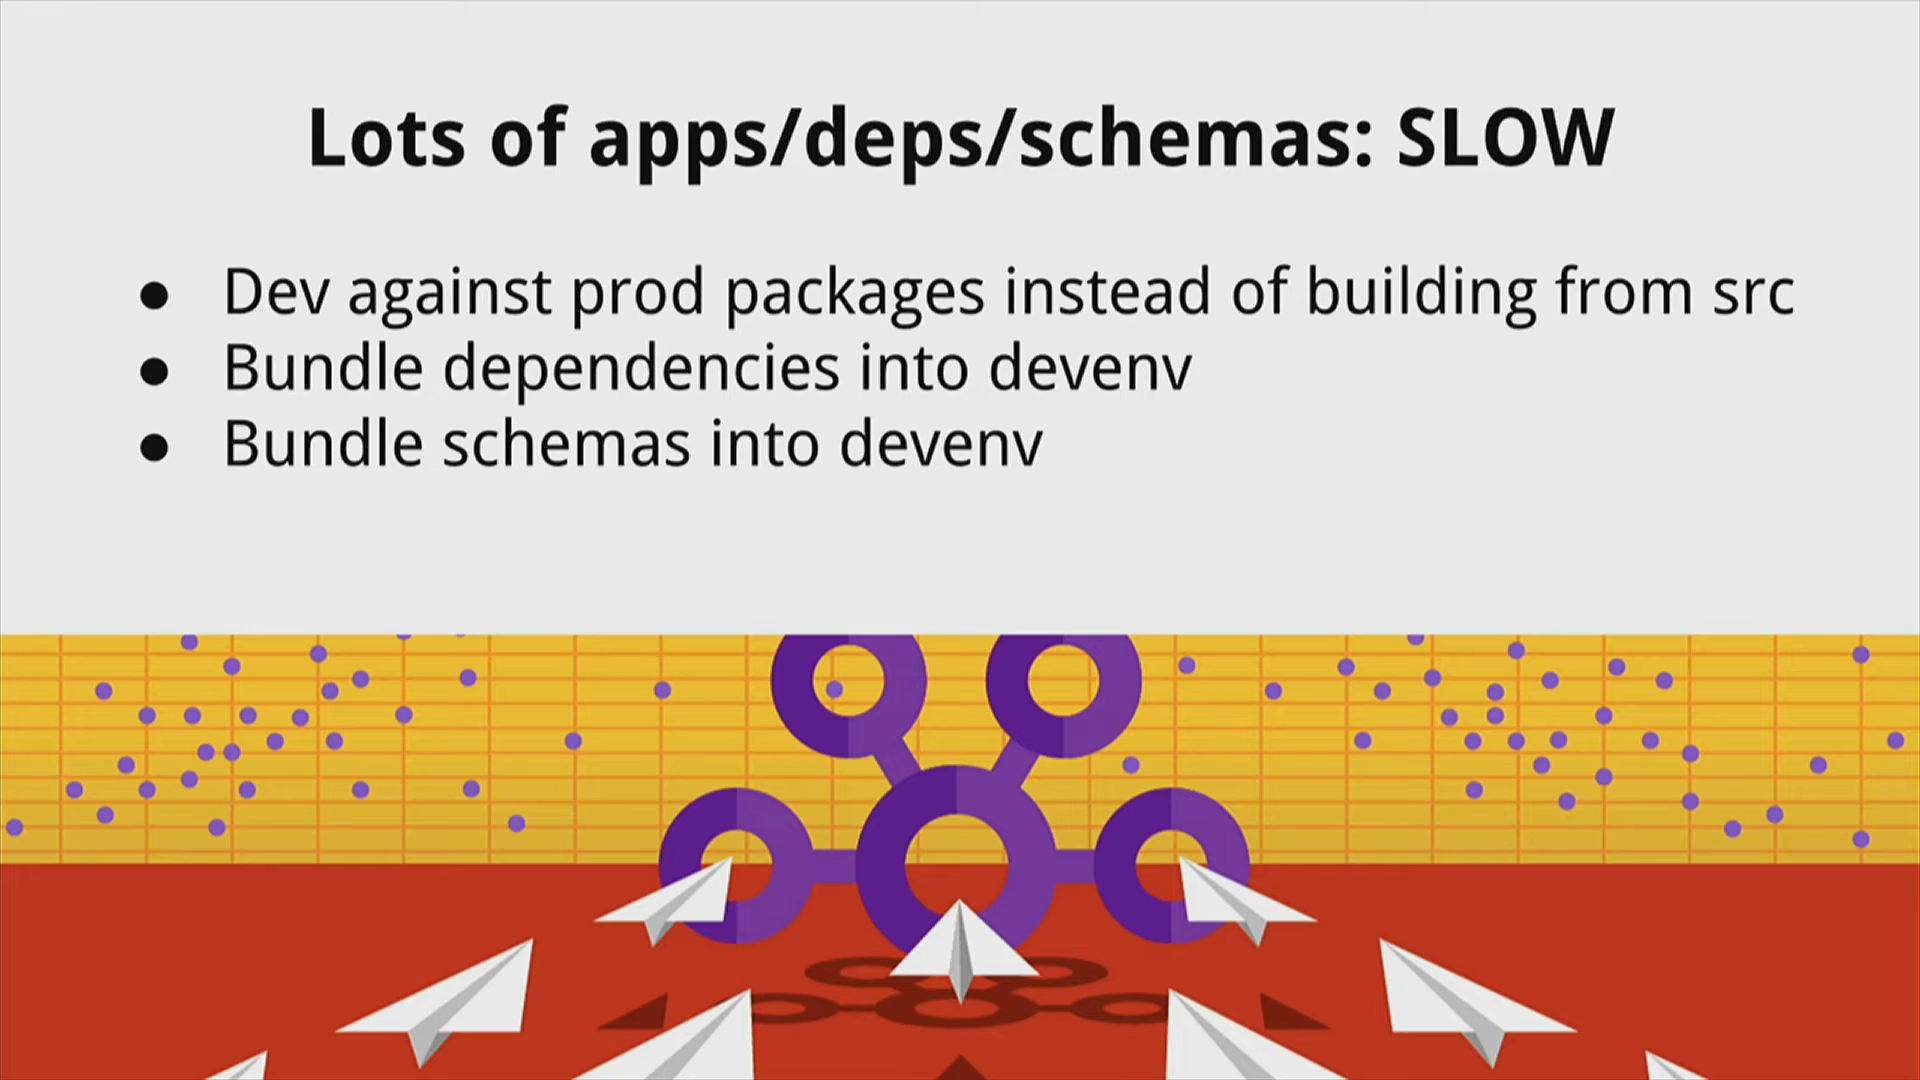 Lots of apps/deps/schemas: SLOW
● Dev against prod packages instead of building from src
● Bundle dependencies into devenv
● Bundle schemas into devenv